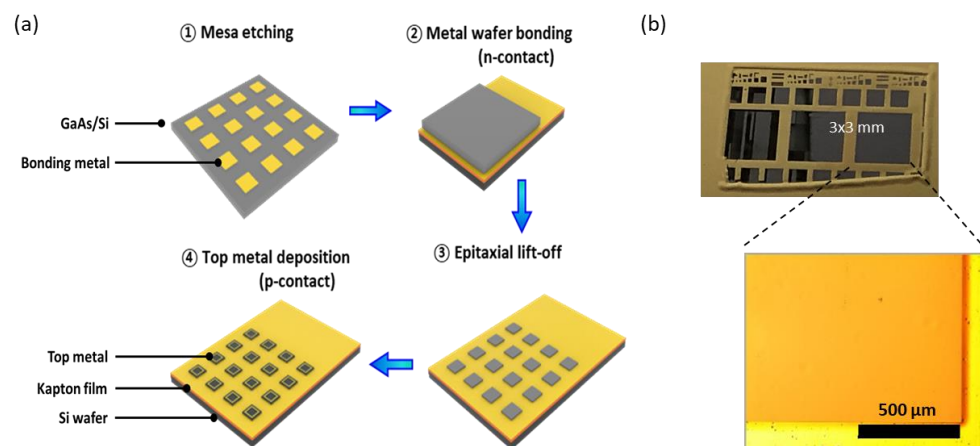 (a)
① Mesa etching
② Metal wafer bonding
(n-contact)
GaAs/Si
Bonding metal
④ Top metal deposition
(p-contact)
③ Epitaxial lift-off
Top metal
Kapton film
Si wafer
(b)
3x3 mm
500 µm